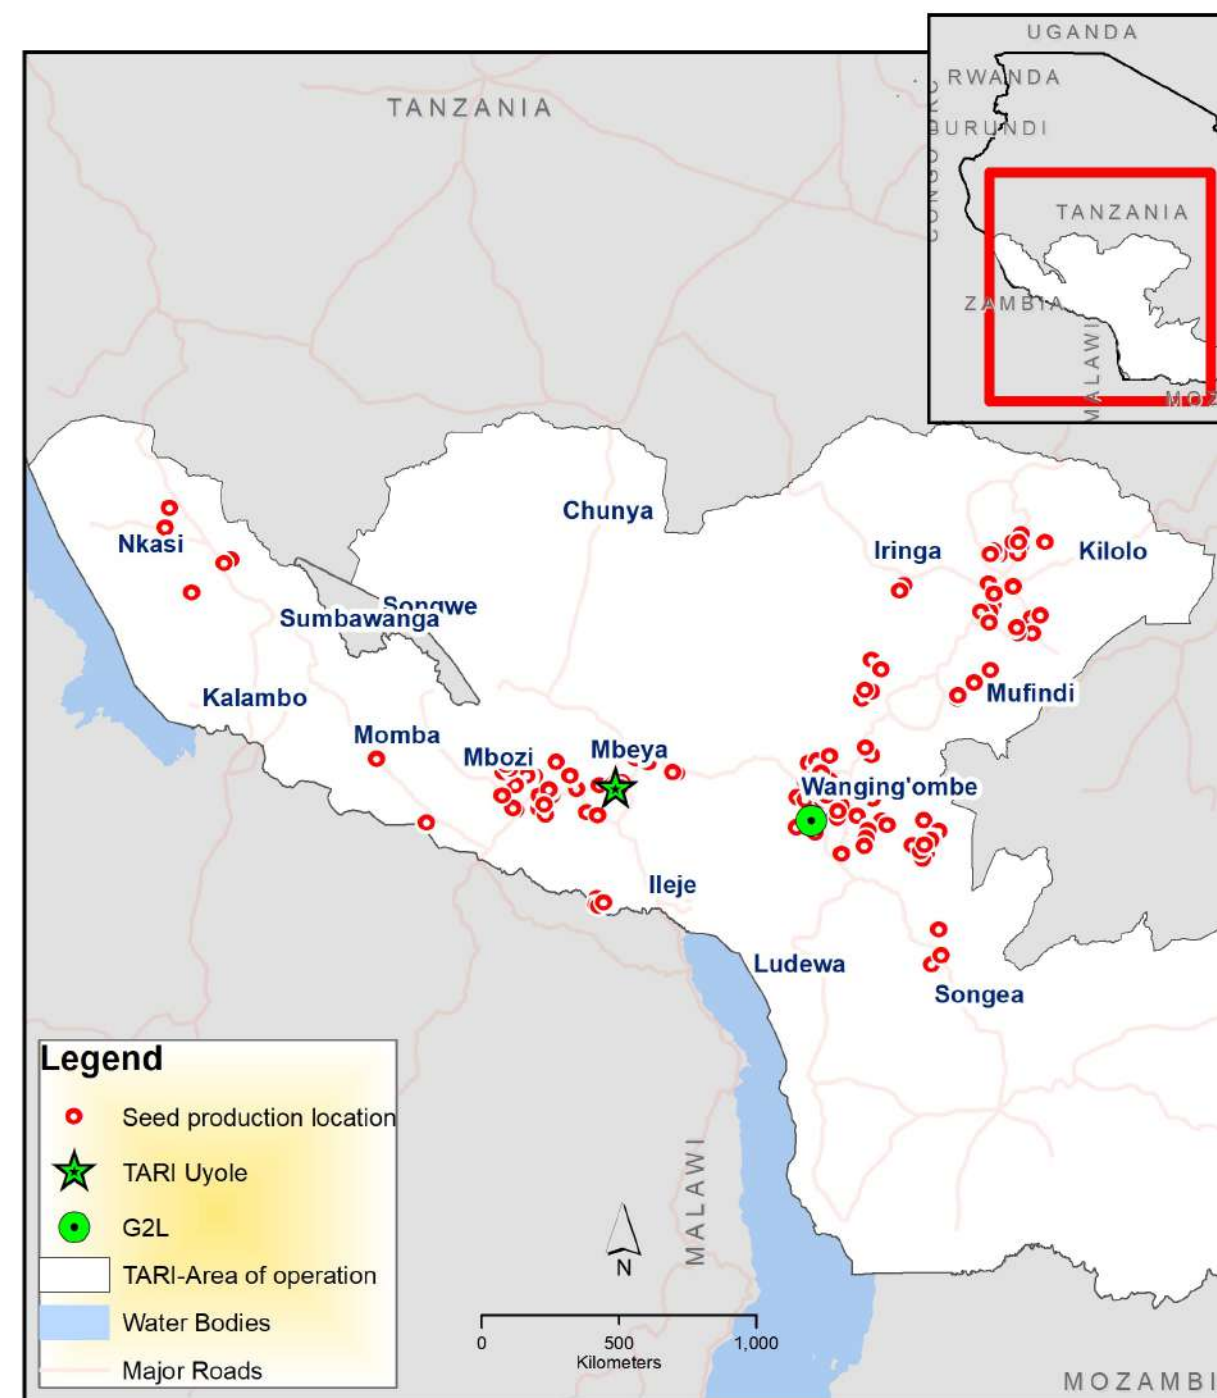 UGANDA
RWANDA
BURUNDI
TANZANIA
ZAMBIA
MALAWI
MOZ
TANZANIA
Chunya
Nkasi
Iringa
Kilolo
Songwe
Sumbawanga
Kalambo
Mufindi
Momba
Mbozi
Mbeya
Wanging'ombe
Ileje
Ludewa
Songea
MALAWI
MOZAMBI
Legend
Seed production location
TARI Uyole
G2L
TARI-Area of operation
Water Bodies
Major Roads
N
0 500 1,000
Kilometers